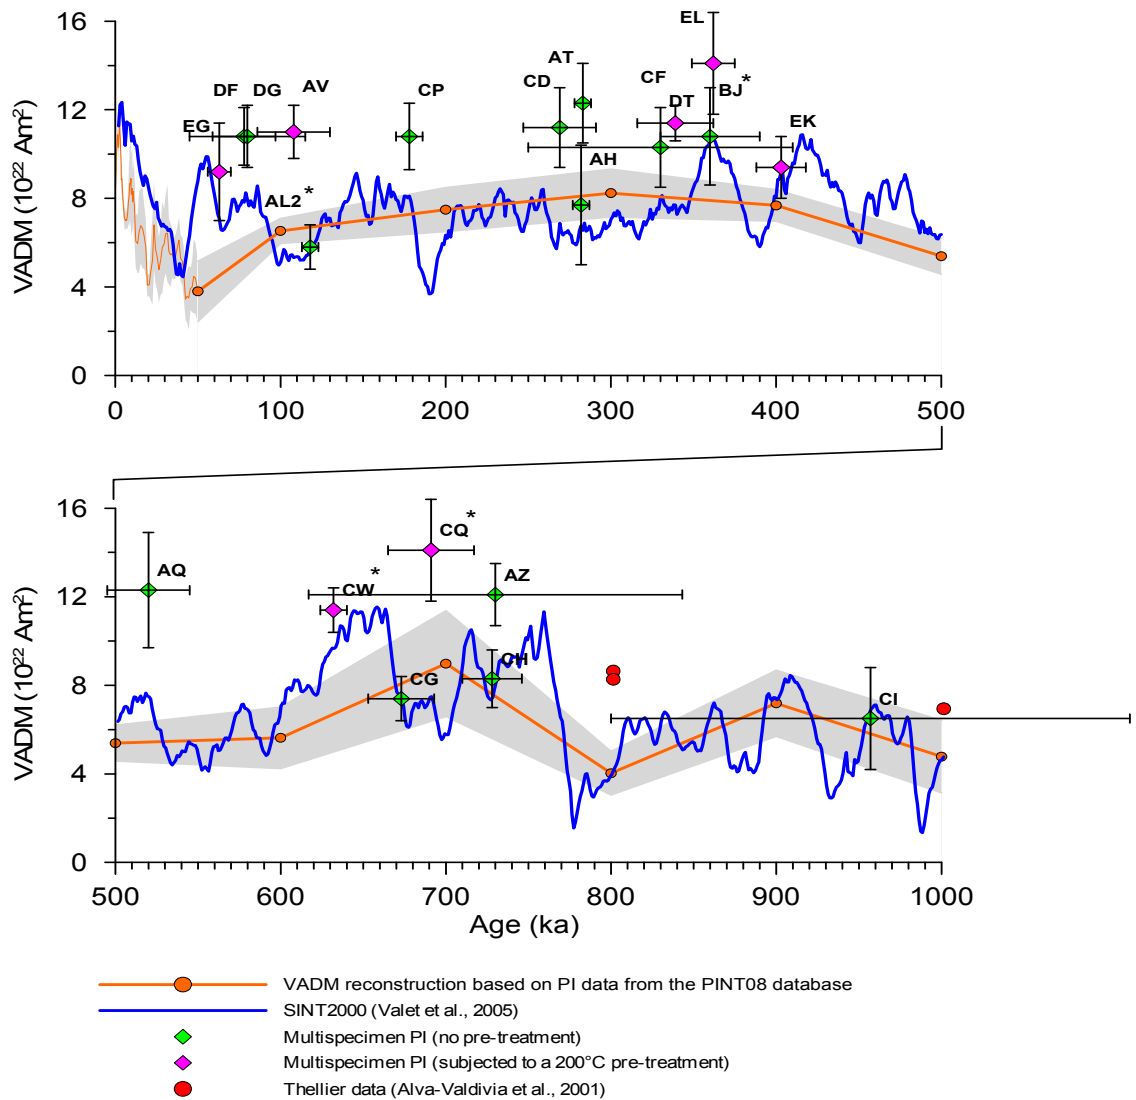 16
12
8
4
0
VADM (10²² Am²)
EL
AT
CF
BJ*
CD
DF
DG
AV
CP
DT
EK
EG
AH
AL2*
0
100
200
300
400
500
16
12
8
4
0
VADM (10²² Am²)
CQ*
AQ
CW*
AZ
CH
CG
CI
500
600
700
800
900
1000
Age (ka)
VADM reconstruction based on PI data from the PINT08 database
SINT2000 (Valet et al., 2005)
Multispecimen PI (no pre-treatment)
Multispecimen PI (subjected to a 200°C pre-treatment)
Thellier data (Alva-Valdivia et al., 2001)